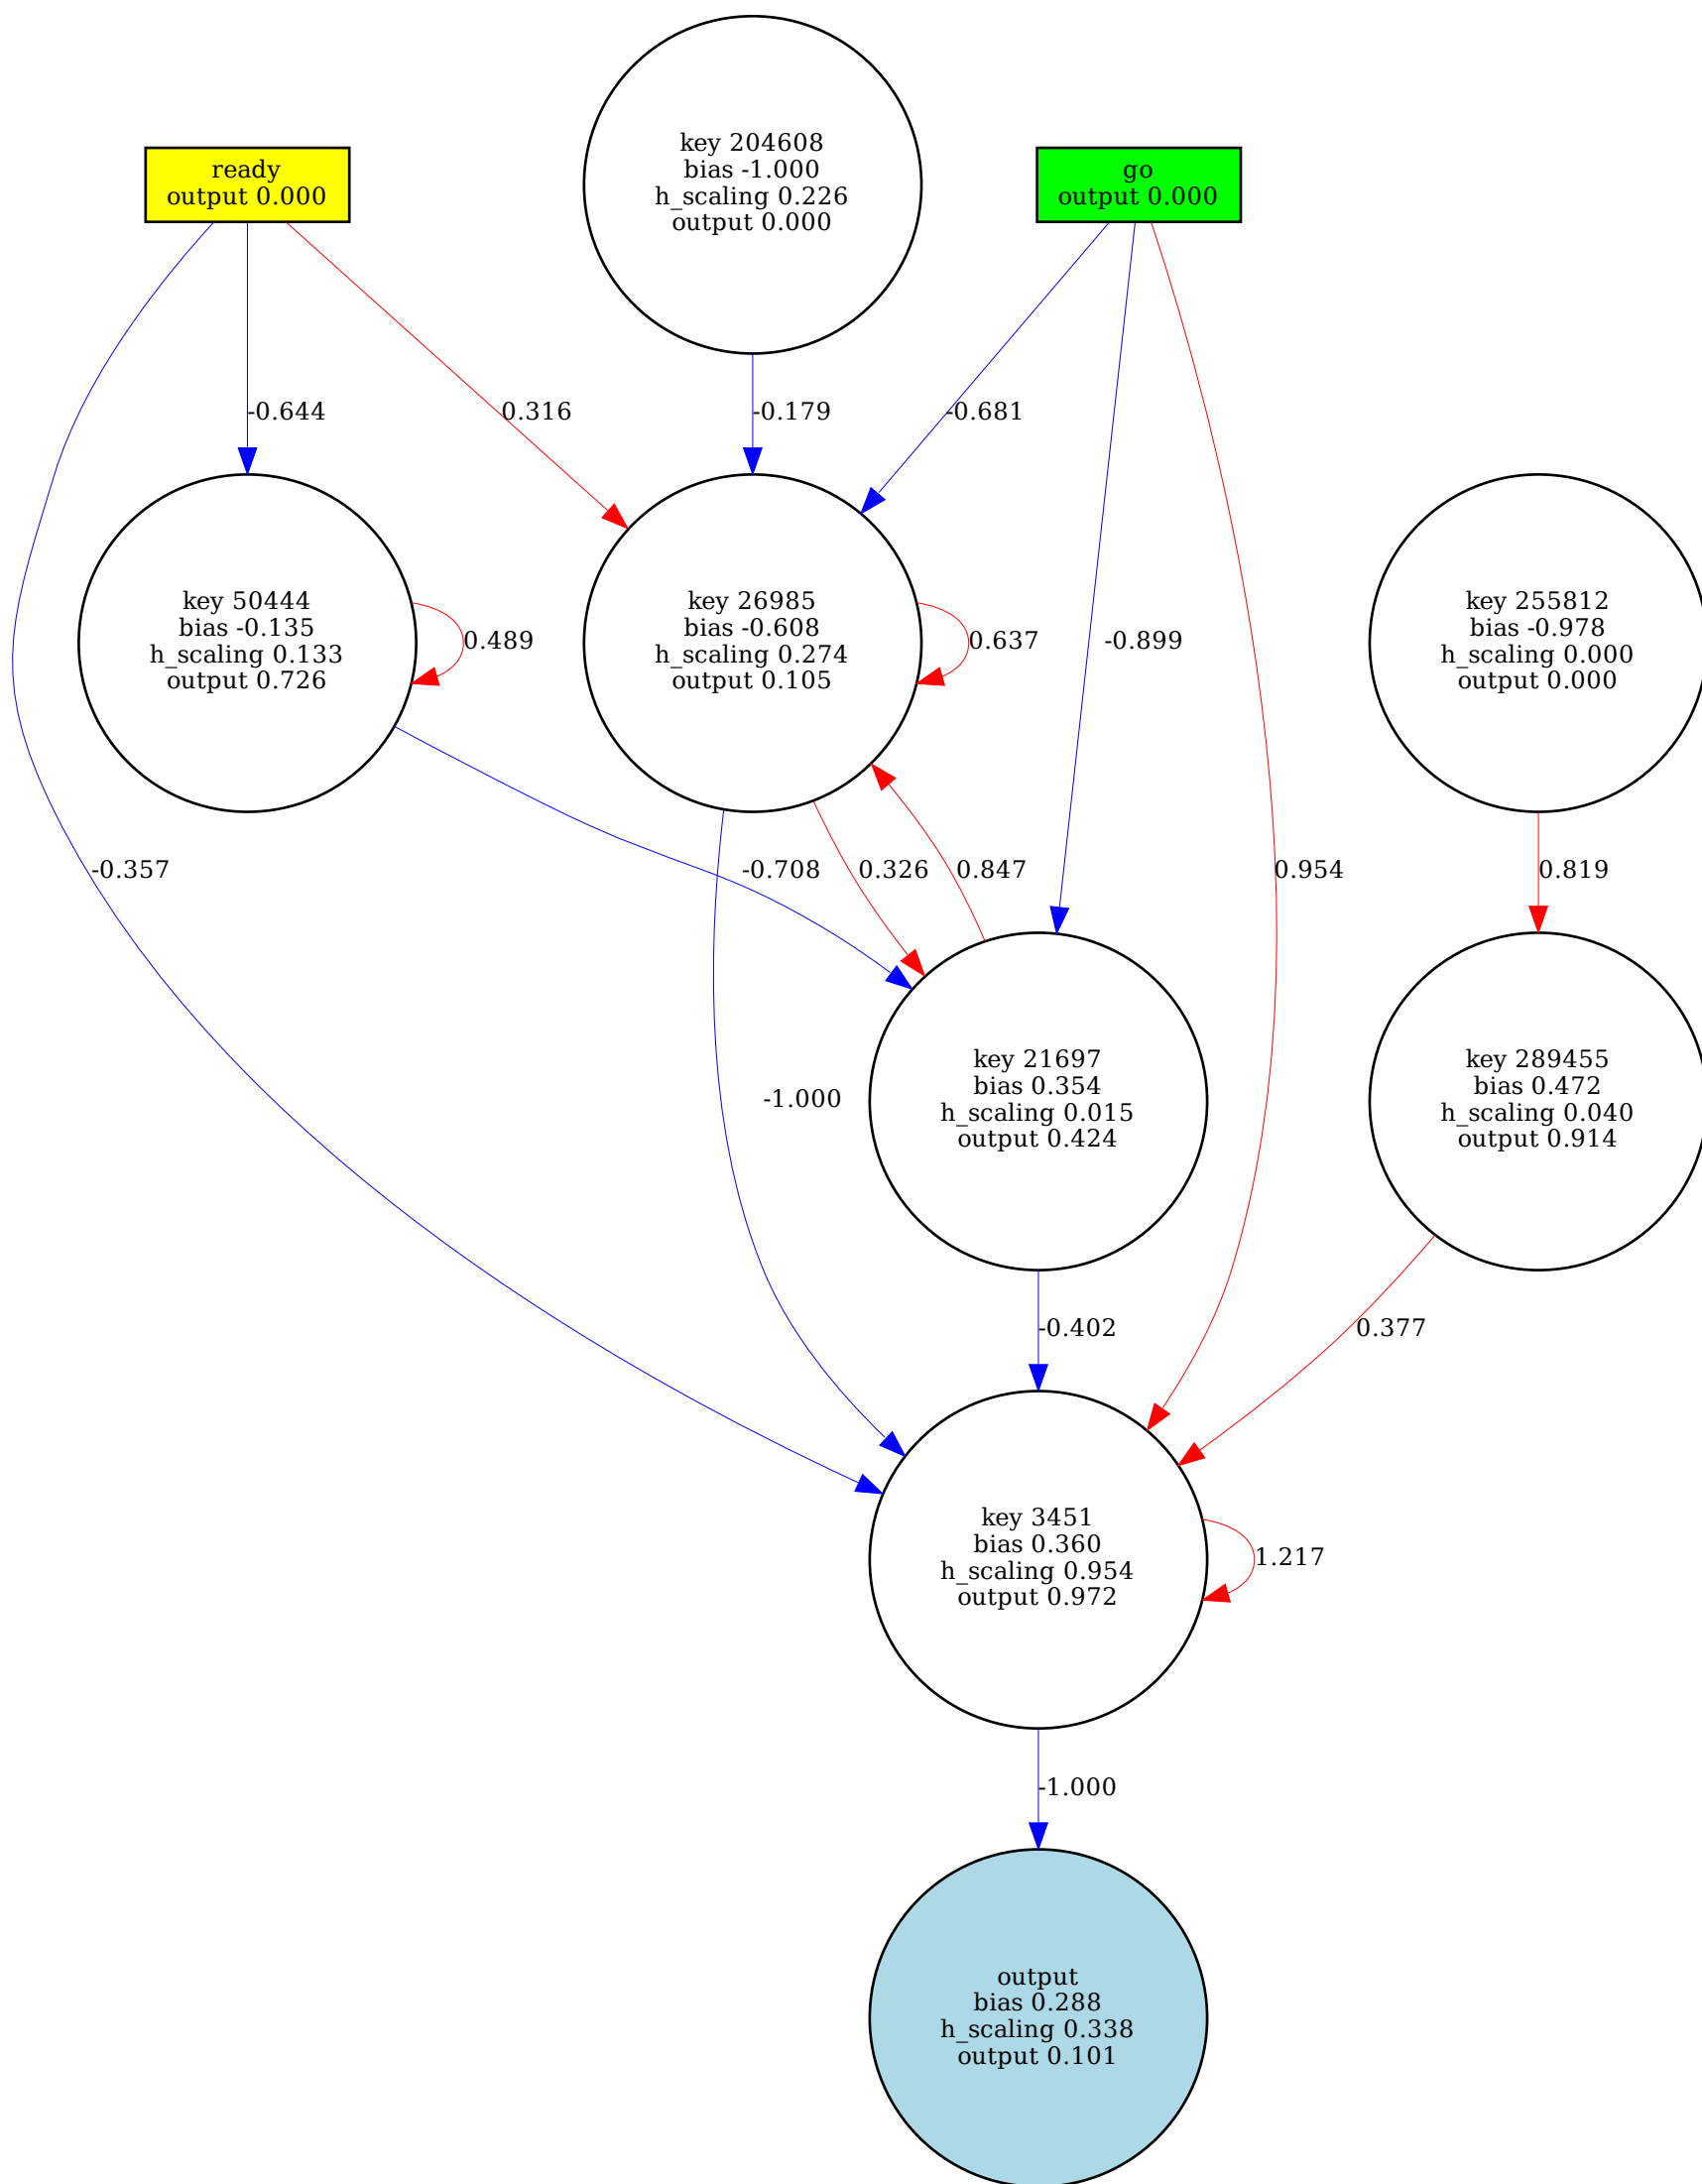 key 204608
bias -1.000
h_scaling 0.226
output 0.000
ready
output 0.000
go
output 0.000
-0.644
0.316
-0.179
-0.681
key 50444
bias -0.135
h_scaling 0.133
output 0.726
0.489
key 26985
bias -0.608
h_scaling 0.274
output 0.105
0.637
-0.899
key 255812
bias -0.978
h_scaling 0.000
output 0.000
-0.357
-0.708
0.326
0.847
0.954
0.819
-1.000
key 21697
bias 0.354
h_scaling 0.015
output 0.424
key 289455
bias 0.472
h_scaling 0.040
output 0.914
-0.402
0.377
key 3451
bias 0.360
h_scaling 0.954
output 0.972
1.217
-1.000
output
bias 0.288
h_scaling 0.338
output 0.101